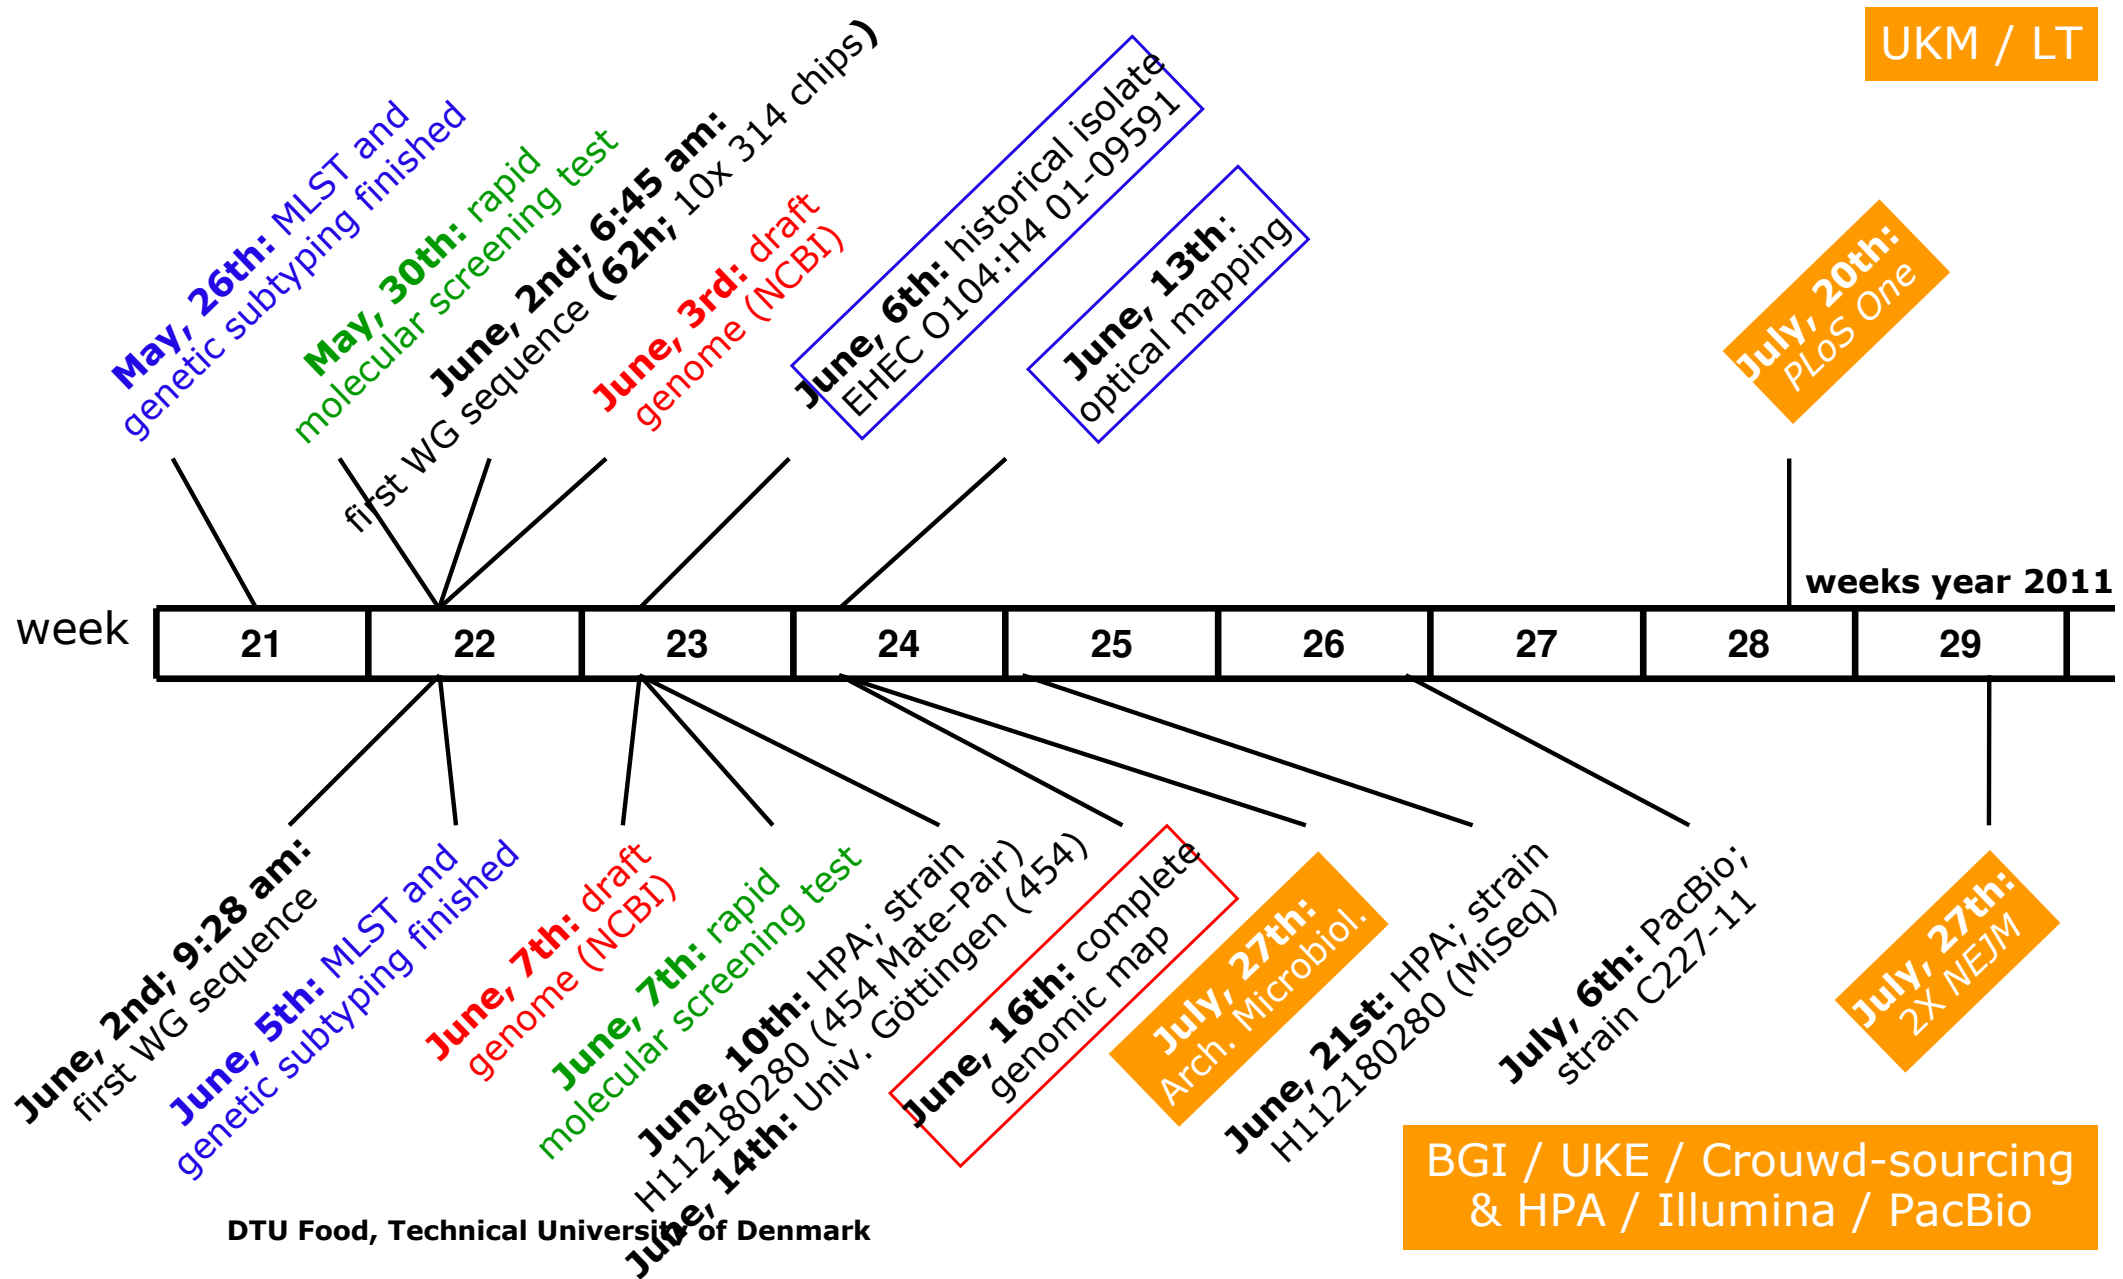 UKM / LT
May, 26th: MLST and
genetic subtyping finished
May, 30th: rapid
molecular screening test
June, 2nd; 6:45 am:
first WG sequence (62h; 10x 314 chips)
June, 3rd: draft
genome (NCBI)
June, 6th: historical isolate
EHEC O104:H4 01-09591
June, 13th:
optical mapping
July, 20th:
PLoS One
weeks year 2011
week 21 22 23 24 25 26 27 28 29
June, 2nd; 9:28 am:
first WG sequence
June, 5th: MLST and
genetic subtyping finished
June, 7th: draft
genome (NCBI)
June, 7th: rapid
molecular screening test
June, 10th: HPA; strain
H112180280 (454 Mate-Pair)
June, 14th: Univ. Göttingen (454)
June, 16th: complete
genomic map
July, 27th:
Arch. Microbiol.
June, 21st: HPA; strain
H112180280 (MiSeq)
July, 6th: PacBio;
strain C227-11
July, 27th:
2X NEJM
BGI / UKE / Crouwd-sourcing
& HPA / Illumina / PacBio
DTU Food, Technical University of Denmark